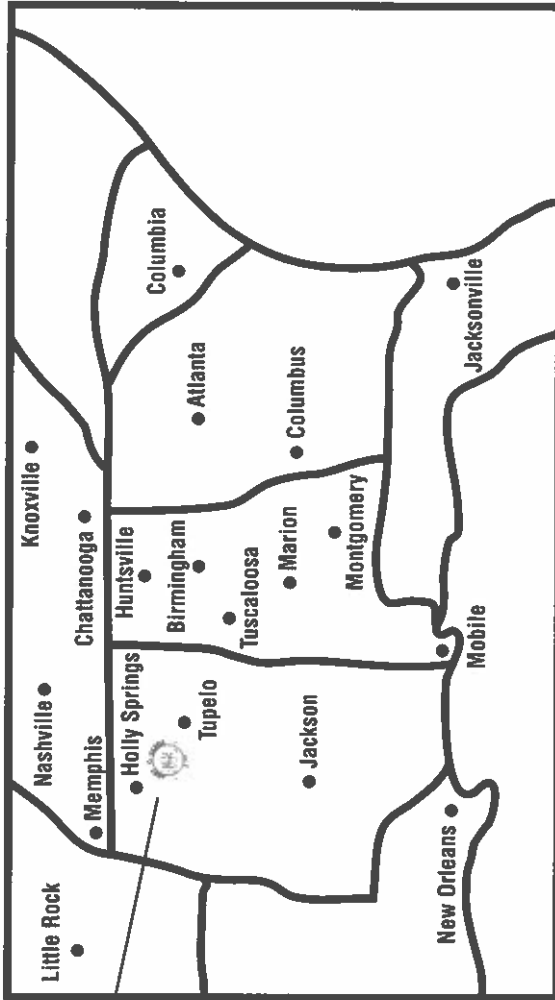 Little Rock
Memphis
Nashville
Knoxville
Chattanooga
Holly Springs
Huntsville
Columbia
Tupelo
Birmingham
Atlanta
Tuscaloosa
Jackson
Marion
Columbus
Montgomery
New Orleans
Mobile
Jacksonville